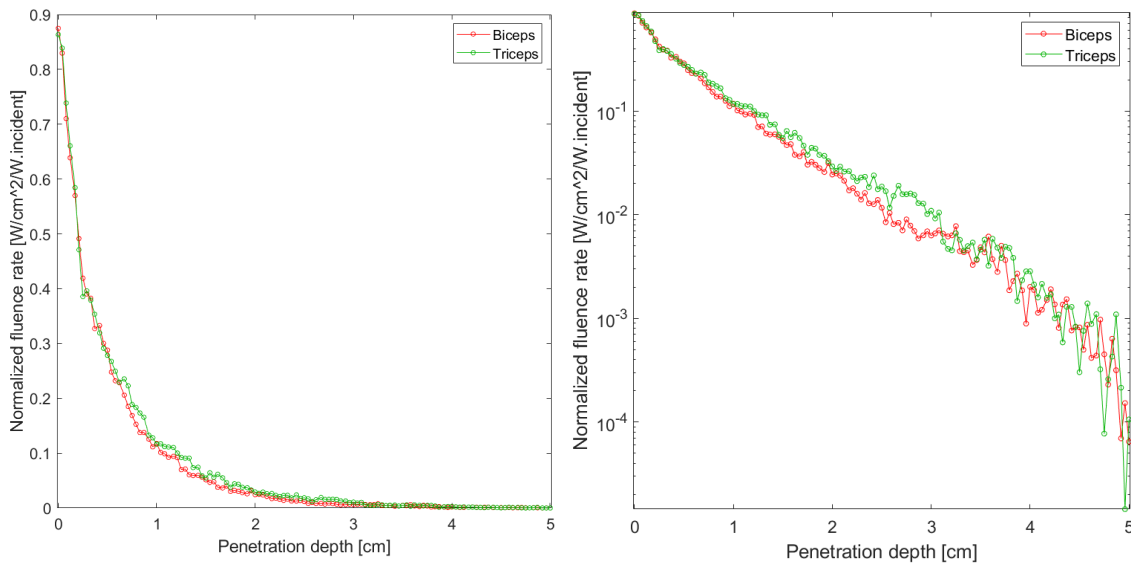 0.9
0.8
0.7
0.6
0.5
0.4
0.3
0.2
0.1
0
Normalized fluence rate [W/cm^2/W.incident]
0 1 2 3 4 5
Penetration depth [cm]
Biceps
Triceps
10^-1
10^-2
10^-3
10^-4
Normalized fluence rate [W/cm^2/W.incident]
0 1 2 3 4 5
Penetration depth [cm]
Biceps
Triceps